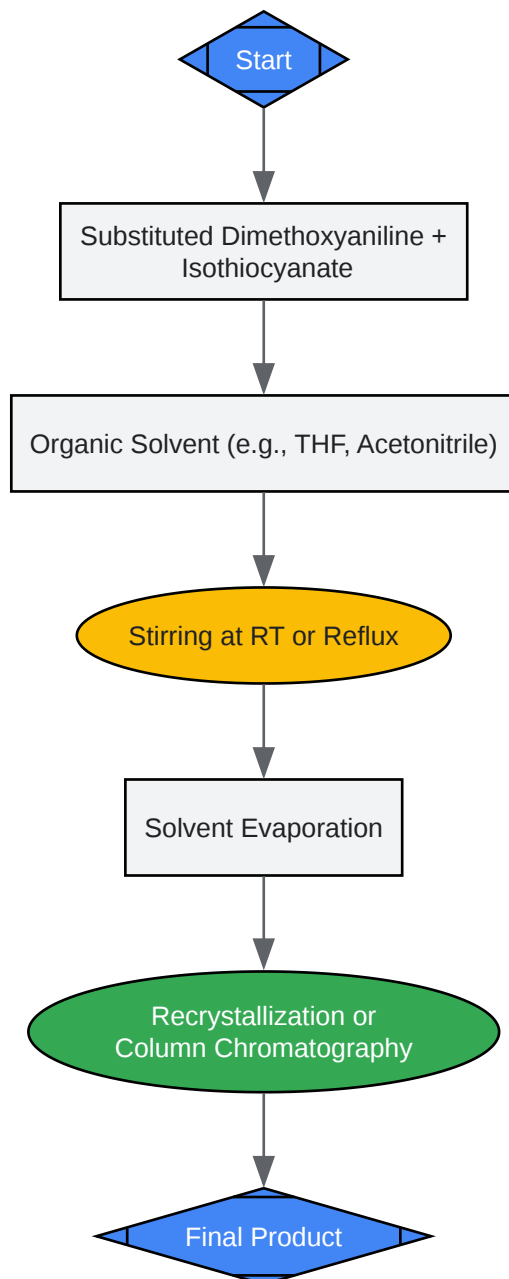 Start
Substituted Dimethoxyaniline +
Isothiocyanate
Organic Solvent (e.g., THF, Acetonitrile)
Stirring at RT or Reflux
Solvent Evaporation
Recrystallization or
Column Chromatography
Final Product